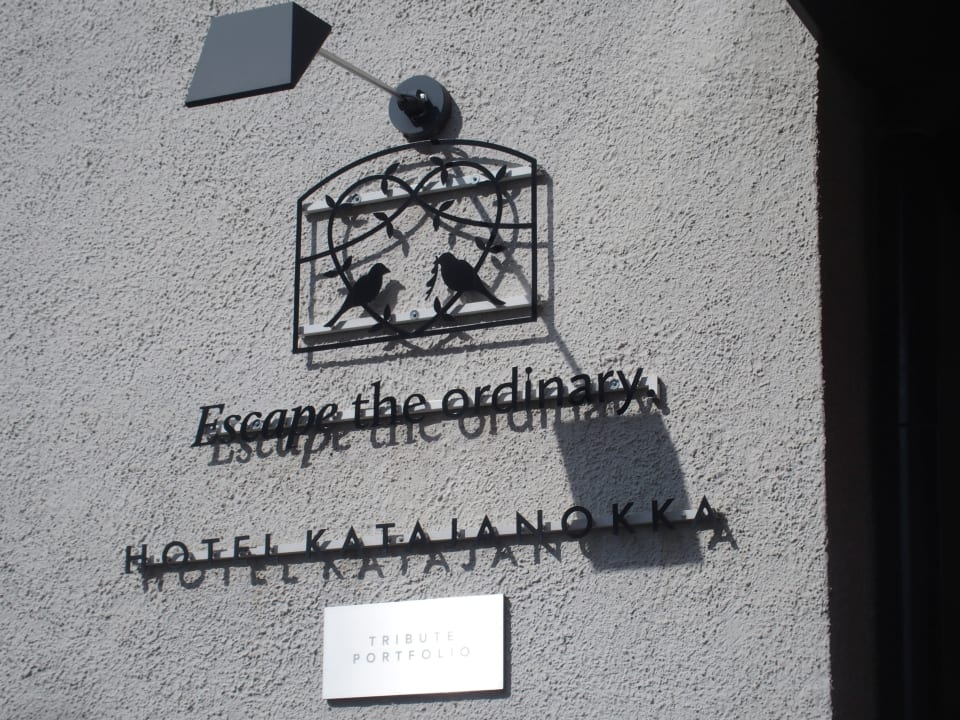 Escape the ordinary.
HOTEL KATAJANOKKA
TRIBUTE
PORTFOLIO